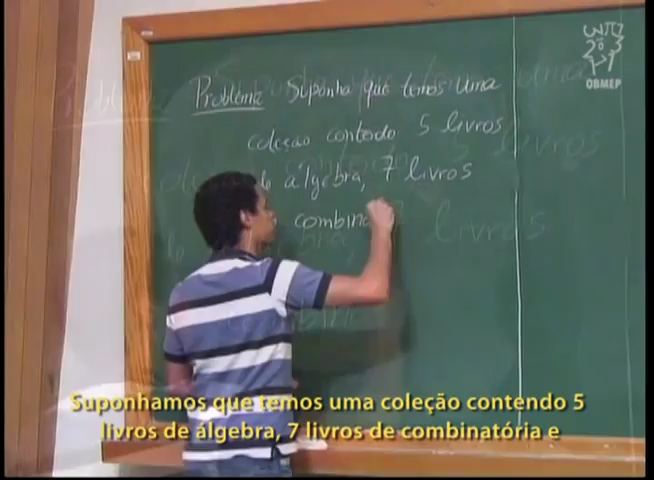 OBMEP
Problema Suponha que temos uma
coleção contendo 5 livros
de álgebra, 7 livros
combina
Suponhamos que temos uma coleção contendo 5
livros de álgebra, 7 livros de combinatória e